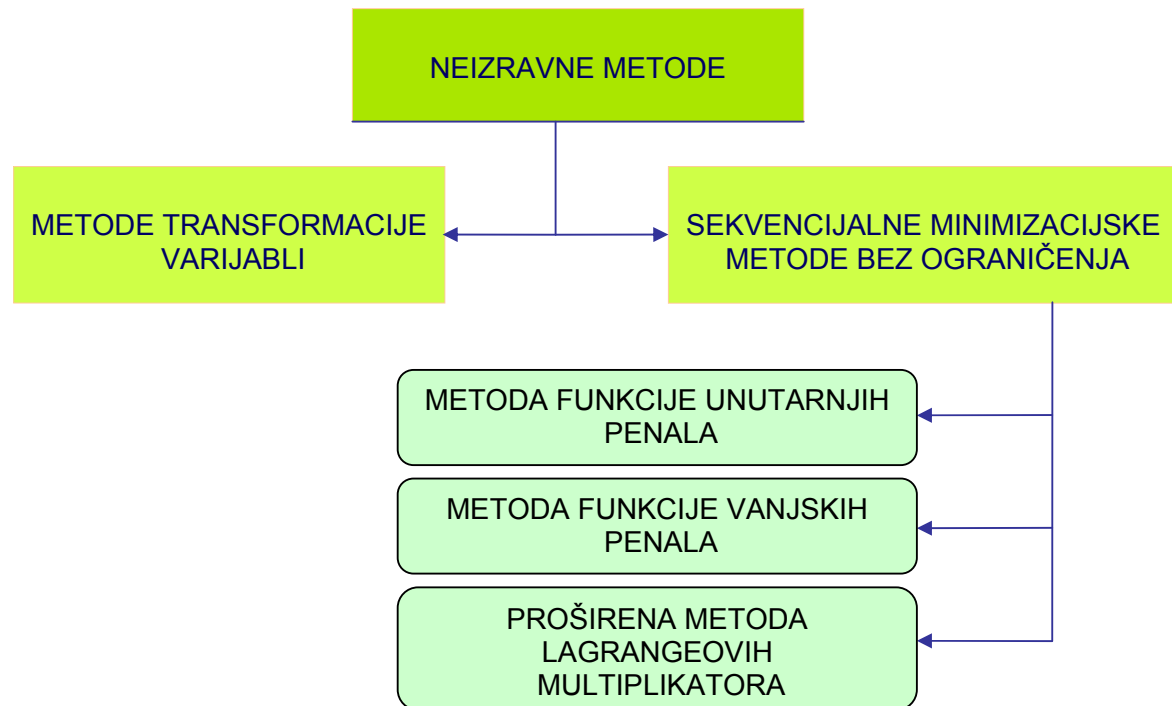 NEIZRAVNE METODE
METODE TRANSFORMACIJE
VARIJABLI
SEKVENCIJALNE MINIMIZACIJSKE
METODE BEZ OGRANIČENJA
METODA FUNKCIJE UNUTARNJIH
PENALA
METODA FUNKCIJE VANJSKIH
PENALA
PROŠIRENA METODA
LAGRANGEOVIH
MULTIPLIKATORA